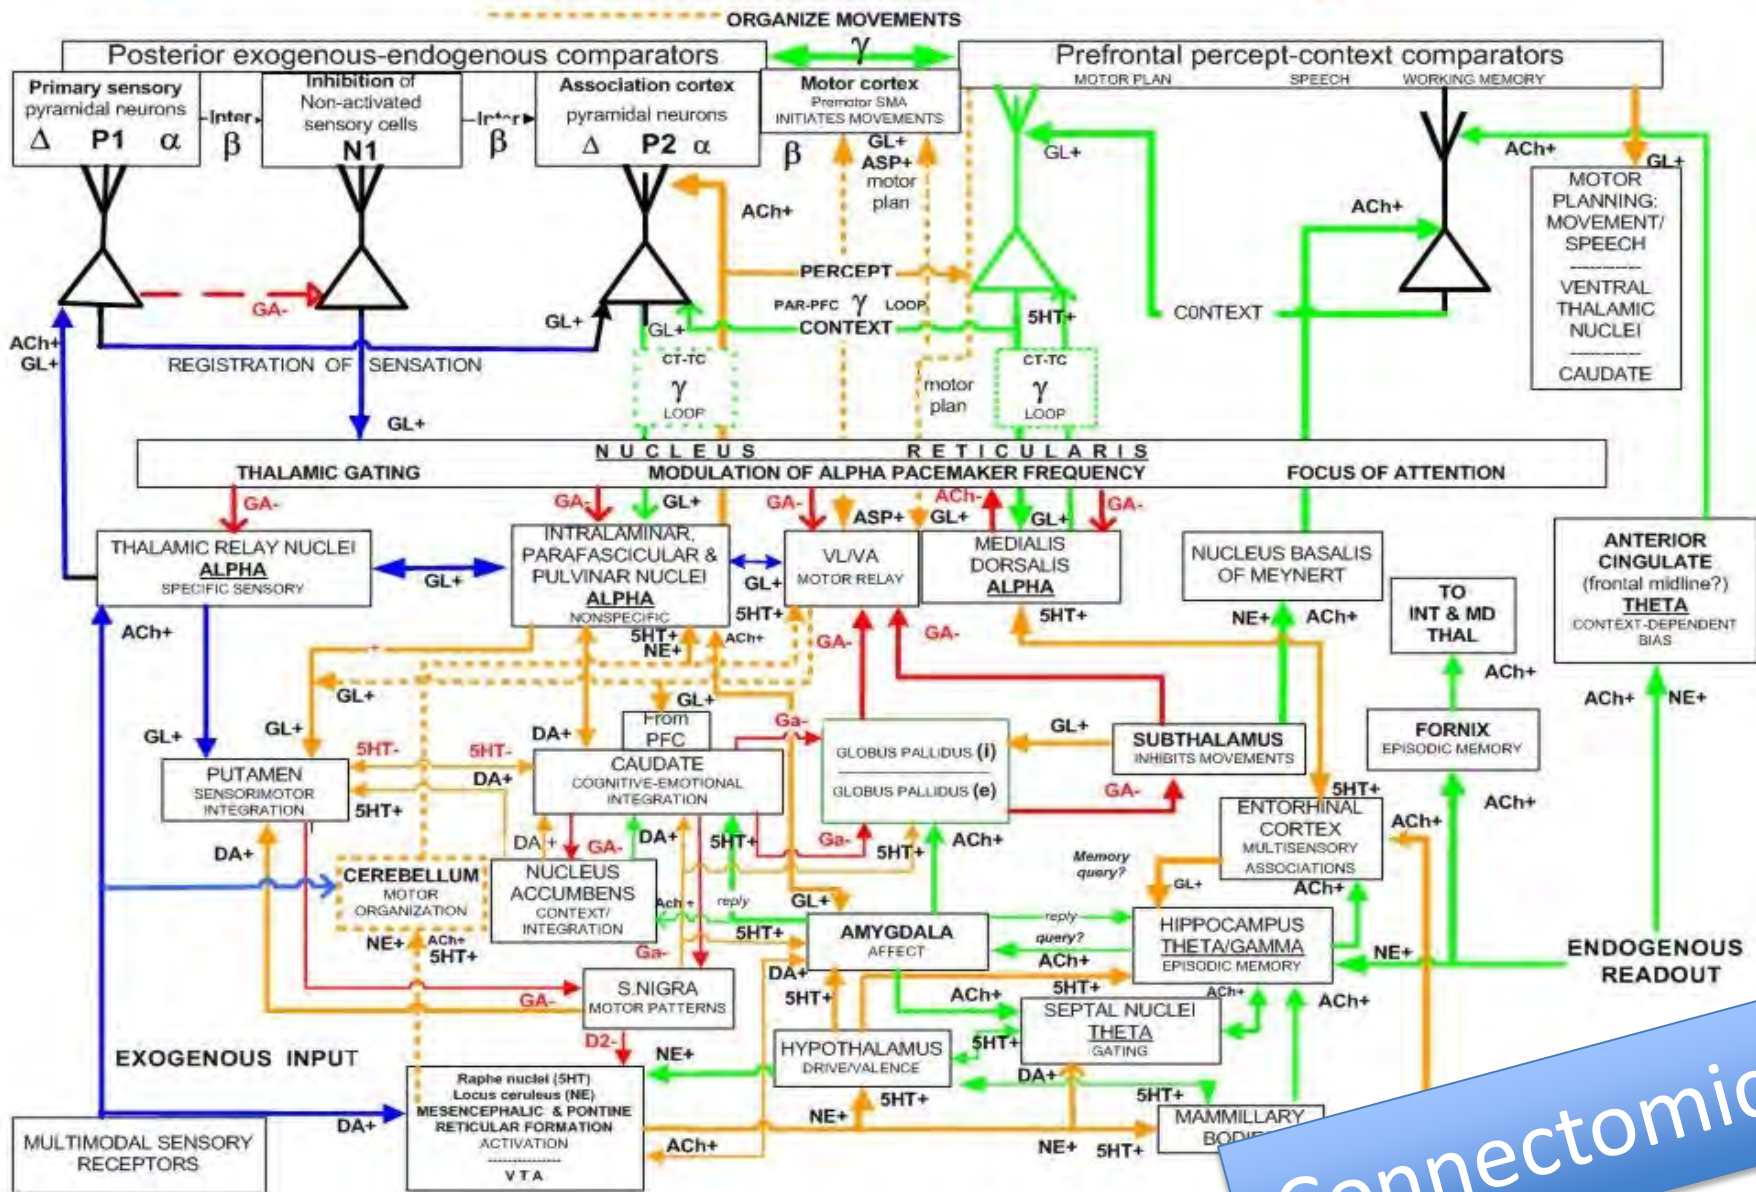 ORGANIZE MOVEMENTS
Posterior exogenous-endogenous comparators
γ
Prefrontal percept-context comparators
MOTOR PLAN SPEECH WORKING MEMORY
Primary sensory
pyramidal neurons
Δ P1 α
Inter
β
Inhibition of
Non-activated
sensory cells
N1
β
Association cortex
pyramidal neurons
Δ P2 α
Motor cortex
Premotor SMA
INITIATES MOVEMENTS
β
GL+
ASP+
motor
plan
GL+
ACh+
GL+
MOTOR
PLANNING:
MOVEMENT/
SPEECH
VENTRAL
THALAMIC
NUCLEI
CAUDATE
ACh+
ACh+
GA-
PERCEPT
PAR-PFC γ LOOP
CONTEXT
GL+
GL+
5HT+
CONTEXT
ACh+
GL+
REGISTRATION OF SENSATION
CT-TC
γ
LOOP
motor
plan
CT-TC
γ
LOOP
GL+
NUCLEUS RETICULARIS
THALAMIC GATING
MODULATION OF ALPHA PACEMAKER FREQUENCY
FOCUS OF ATTENTION
GA-
GA-
GL+
GA-
ASP+
GL+
ACh-
GL+
GA-
THALAMIC RELAY NUCLEI
ALPHA
SPECIFIC SENSORY
GL+
INTRALAMINAR,
PARAFASCICULAR &
PULVINAR NUCLEI
ALPHA
NONSPECIFIC
GL+
VL/VA
MOTOR RELAY
MEDIALIS
DORSALIS
ALPHA
NUCLEUS BASALIS
OF MEYNERT
TO
INT & MD
THAL
ANTERIOR
CINGULATE
(frontal midline?)
THETA
CONTEXT-DEPENDENT
BIAS
ACh+
5HT+
NE+
ACh+
5HT+
GA-
GA-
5HT+
NE+ ACh+
ACh+
ACh+ NE+
+
GL+
GL+
GL+
DA+
From
PFC
5HT-
5HT-
DA+
Ga-
GL+
PUTAMEN
SENSORIMOTOR
INTEGRATION
5HT+
CAUDATE
COGNITIVE-EMOTIONAL
INTEGRATION
GLOBUS PALLIDUS (i)
GLOBUS PALLIDUS (e)
SUBTHALAMUS
INHIBITS MOVEMENTS
GA-
FORNIX
EPISODIC MEMORY
ACh+
5HT+
ENTORHINAL
CORTEX
MULTISENSORY
ASSOCIATIONS
ACh+
DA+
DA+
GA-
DA+
5HT+
Ga-
5HT+
ACh+
Memory
query?
GL+
ACh+
CEREBELLUM
MOTOR
ORGANIZATION
NUCLEUS
ACCUMBENS
CONTEXT/
INTEGRATION
ACh+
reply
GL+
5HT+
AMYGDALA
AFFECT
reply
query?
ACh+
HIPPOCAMPUS
THETA/GAMMA
EPISODIC MEMORY
NE+
ENDOGENOUS
READOUT
NE+
ACh+
5HT+
Ga-
GA-
S.NIGRA
MOTOR PATTERNS
D2-
DA+
5HT+
ACh+
5HT+
ACh+
ACh+
SEPTAL NUCLEI
THETA
GATING
5HT+
EXOGENOUS INPUT
NE+
HYPOTHALAMUS
DRIVE/VALENCE
DA+
5HT+
Raphe nuclei (5HT)
Locus ceruleus (NE)
MESENCEPHALIC & PONTINE
RETICULAR FORMATION
ACTIVATION
VTA
DA+
ACh+
NE+
5HT+
NE+ 5HT+
MAMMILLARY
MULTIMODAL SENSORY
RECEPTORS